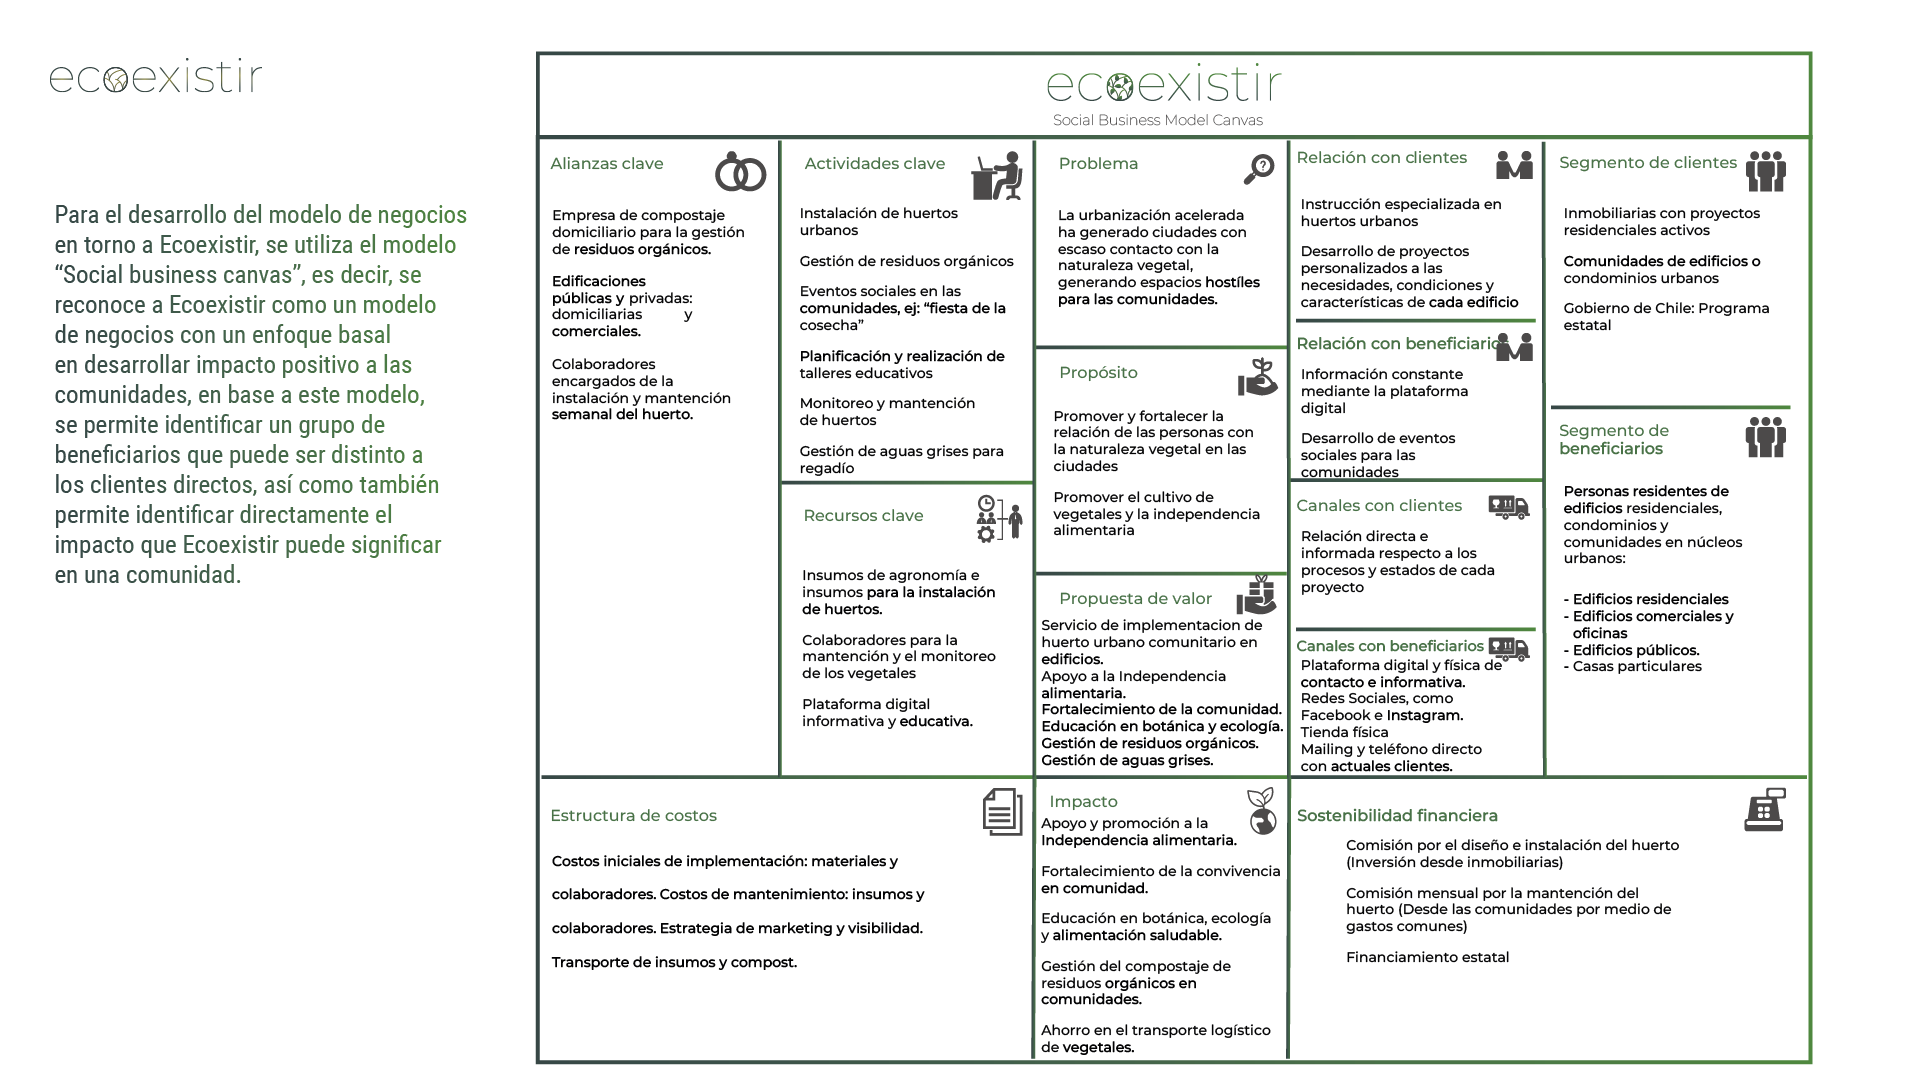 ecoexistir
Para el desarrollo del modelo de negocios
en torno a Ecoexistir, se utiliza el modelo
“Social business canvas”, es decir, se
reconoce a Ecoexistir como un modelo
de negocios con un enfoque basal
en desarrollar impacto positivo a las
comunidades, en base a este modelo,
se permite identificar un grupo de
beneficiarios que puede ser distinto a
los clientes directos, así como también
permite identificar directamente el
impacto que Ecoexistir puede significar
en una comunidad.
ecoexistir
Social Business Model Canvas
Alianzas clave
Empresa de compostaje
domiciliario para la gestión
de residuos orgánicos.
Edificaciones
públicas y privadas:
domiciliarias y
comerciales.
Colaboradores
encargados de la
instalación y mantención
semanal del huerto.
Actividades clave
Instalación de huertos
urbanos
Gestión de residuos orgánicos
Eventos sociales en las
comunidades, ej: “fiesta de la
cosecha”
Planificación y realización de
talleres educativos
Monitoreo y mantención
de huertos
Gestión de aguas grises para
regadío
Recursos clave
Insumos de agronomía e
insumos para la instalación
de huertos.
Colaboradores para la
mantención y el monitoreo
de los vegetales
Plataforma digital
informativa y educativa.
Problema
La urbanización acelerada
ha generado ciudades con
escaso contacto con la
naturaleza vegetal,
generando espacios hostíles
para las comunidades.
Propósito
Promover y fortalecer la
relación de las personas con
la naturaleza vegetal en las
ciudades
Promover el cultivo de
vegetales y la independencia
alimentaria
Propuesta de valor
Servicio de implementacion de
huerto urbano comunitario en
edificios.
Apoyo a la Independencia
alimentaria.
Fortalecimiento de la comunidad.
Educación en botánica y ecología.
Gestión de residuos orgánicos.
Gestión de aguas grises.
Relación con clientes
Instrucción especializada en
huertos urbanos
Desarrollo de proyectos
personalizados a las
necesidades, condiciones y
características de cada edificio
Relación con beneficiario
Información constante
mediante la plataforma
digital
Desarrollo de eventos
sociales para las
comunidades
Canales con clientes
Relación directa e
informada respecto a los
procesos y estados de cada
proyecto
Canales con beneficiarios
Plataforma digital y física de
contacto e informativa.
Redes Sociales, como
Facebook e Instagram.
Tienda física
Mailing y teléfono directo
con actuales clientes.
Segmento de clientes
Inmobiliarias con proyectos
residenciales activos
Comunidades de edificios o
condominios urbanos
Gobierno de Chile: Programa
estatal
Segmento de
beneficiarios
Personas residentes de
edificios residenciales,
condominios y
comunidades en núcleos
urbanos:
- Edificios residenciales
- Edificios comerciales y
oficinas
- Edificios públicos.
- Casas particulares
Estructura de costos
Costos iniciales de implementación: materiales y
colaboradores. Costos de mantenimiento: insumos y
colaboradores. Estrategia de marketing y visibilidad.
Transporte de insumos y compost.
Impacto
Apoyo y promoción a la
Independencia alimentaria.
Fortalecimiento de la convivencia
en comunidad.
Educación en botánica, ecología
y alimentación saludable.
Gestión del compostaje de
residuos orgánicos en
comunidades.
Ahorro en el transporte logístico
de vegetales.
Sostenibilidad financiera
Comisión por el diseño e instalación del huerto
(Inversión desde inmobiliarias)
Comisión mensual por la mantención del
huerto (Desde las comunidades por medio de
gastos comunes)
Financiamiento estatal